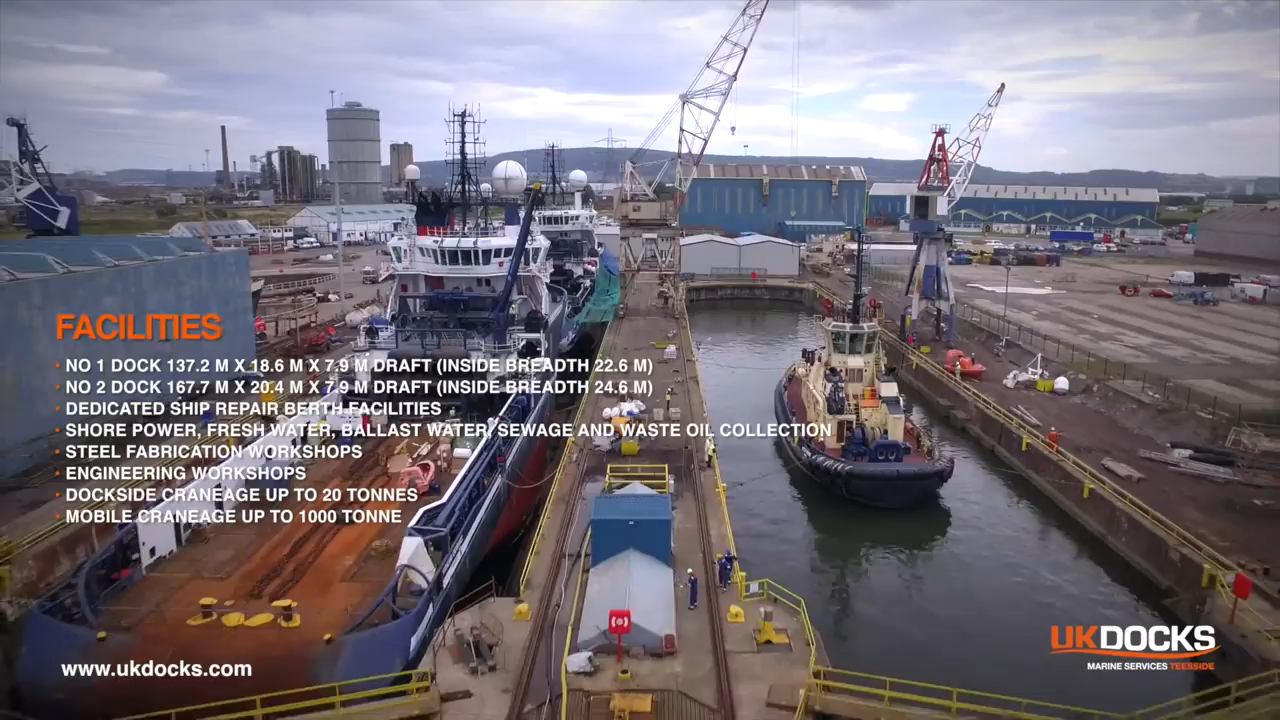 FACILITIES
· NO 1 DOCK 137.2 M X 18.6 M X 7.9 M DRAFT (INSIDE BREADTH 22.6 M)
· NO 2 DOCK 167.7 M X 20.4 M X 7.9 M DRAFT (INSIDE BREADTH 24.6 M)
· DEDICATED SHIP REPAIR BERTH FACILITIES
· SHORE POWER, FRESH WATER, BALLAST WATER, SEWAGE AND WASTE OIL COLLECTION
· STEEL FABRICATION WORKSHOPS
· ENGINEERING WORKSHOPS
· DOCKSIDE CRANEAGE UP TO 20 TONNES
· MOBILE CRANEAGE UP TO 1000 TONNE
www.ukdocks.com
UKDOCKS
MARINE SERVICES TEESSIDE